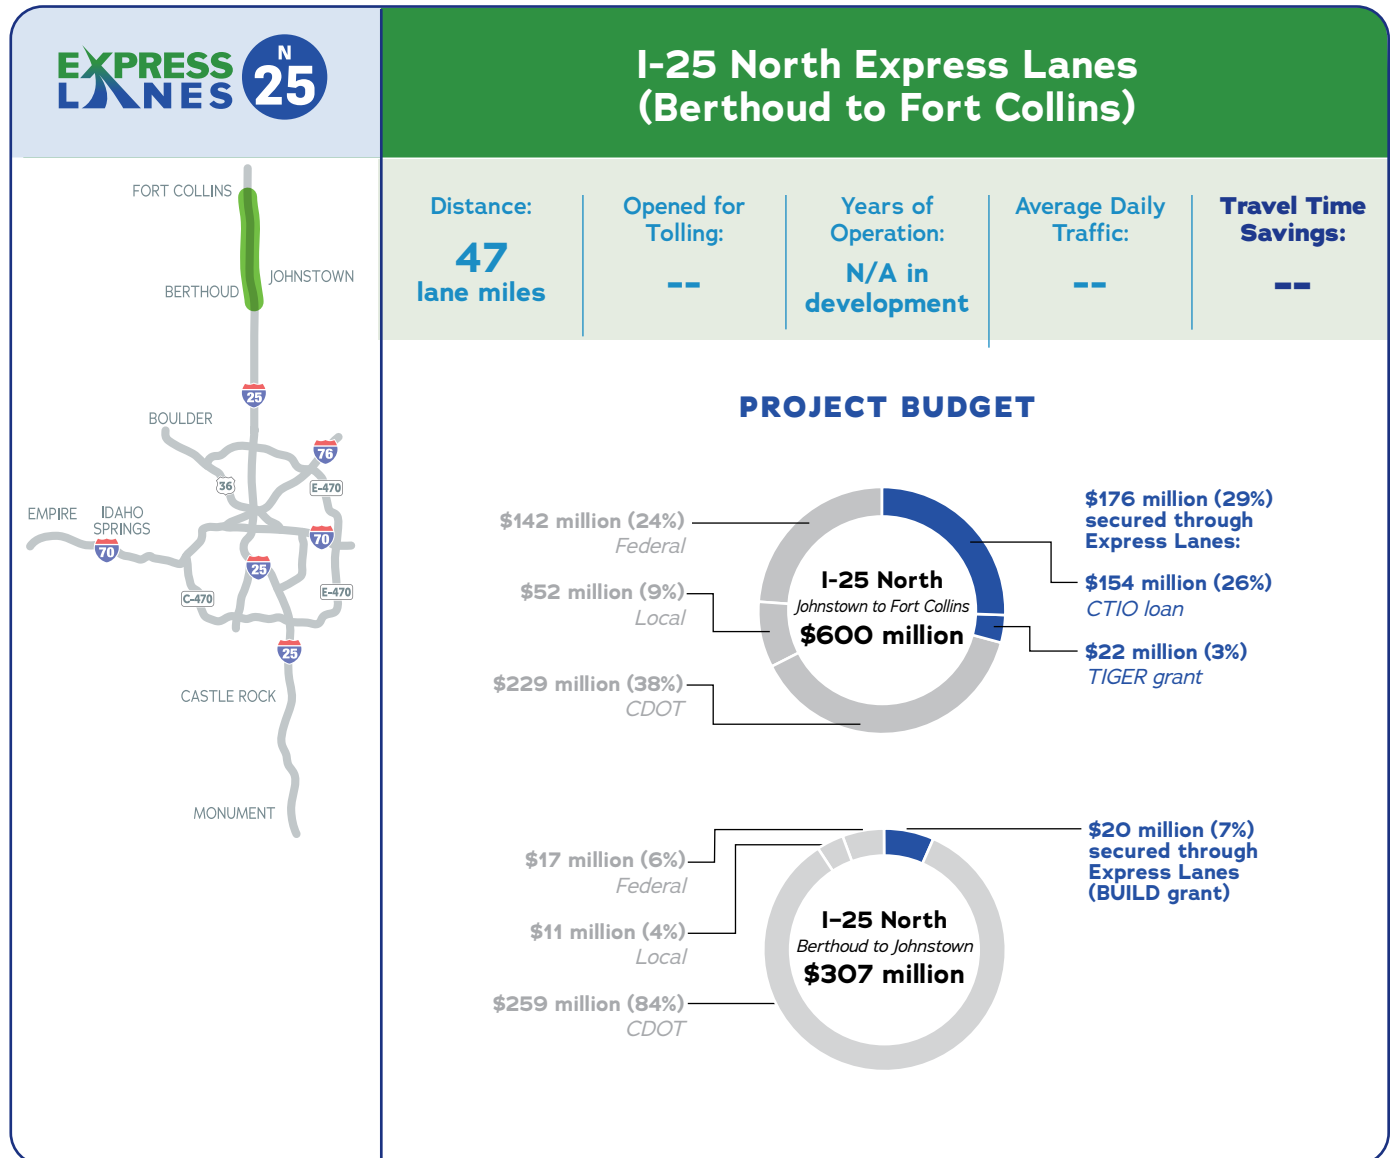 EXPRESS
LANES
N
25
I-25 North Express Lanes
(Berthoud to Fort Collins)
FORT COLLINS
JOHNSTOWN
BERTHOUD
25
BOULDER
76
36
E-470
EMPIRE
IDAHO
SPRINGS
70
70
25
C-470
E-470
25
CASTLE ROCK
MONUMENT
Distance:
47
lane miles
Opened for
Tolling:
--
Years of
Operation:
N/A in
development
Average Daily
Traffic:
--
Travel Time
Savings:
--
PROJECT BUDGET
$142 million (24%)
Federal
$52 million (9%)
Local
$229 million (38%)
CDOT
I-25 North
Johnstown to Fort Collins
$600 million
$176 million (29%)
secured through
Express Lanes:
$154 million (26%)
CTIO loan
$22 million (3%)
TIGER grant
$17 million (6%)
Federal
$11 million (4%)
Local
$259 million (84%)
CDOT
I-25 North
Berthoud to Johnstown
$307 million
$20 million (7%)
secured through
Express Lanes
(BUILD grant)